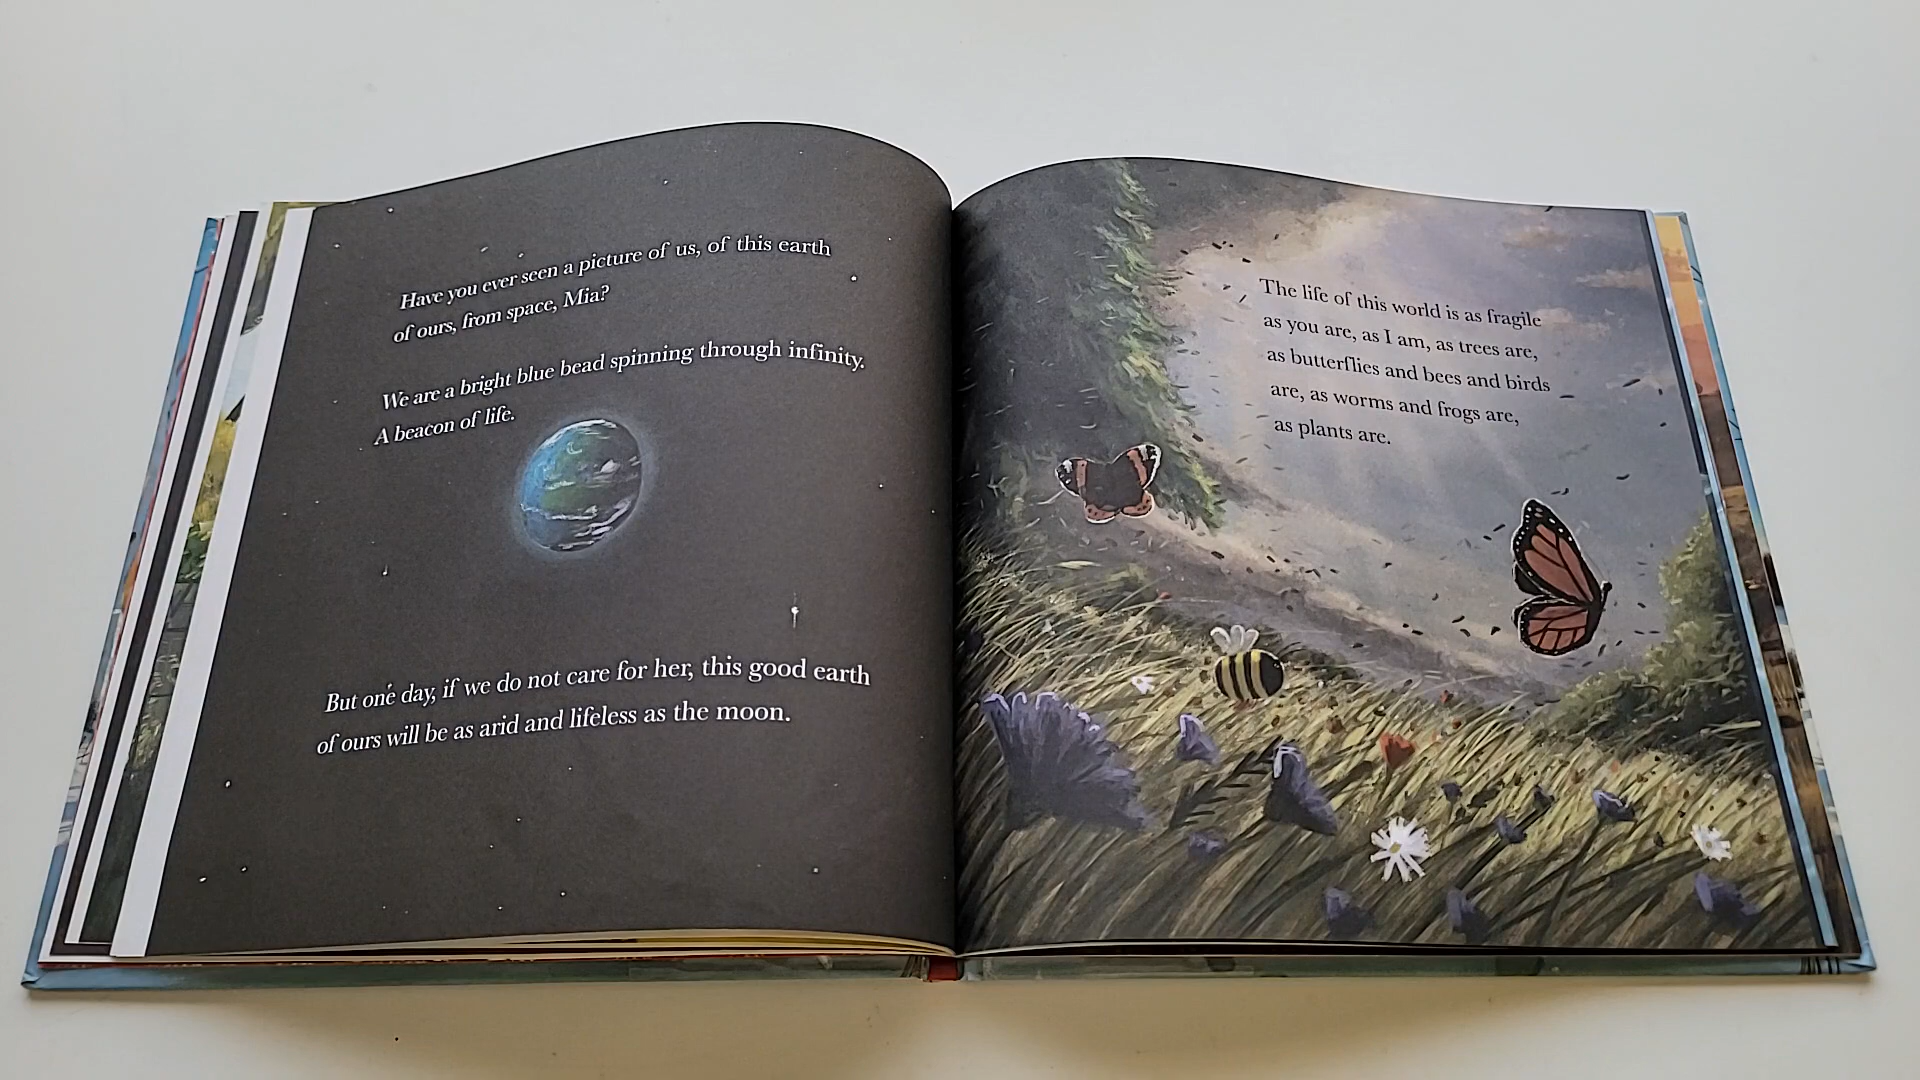 Have you ever seen a picture of us, of this earth
of ours, from space, Mia?
We are a bright blue bead spinning through infinity.
A beacon of life.
But one day, if we do not care for her, this good earth
of ours will be as arid and lifeless as the moon.
The life of this world is as fragile
as you are, as I am, as trees are,
as butterflies and bees and birds
are, as worms and frogs are,
as plants are.